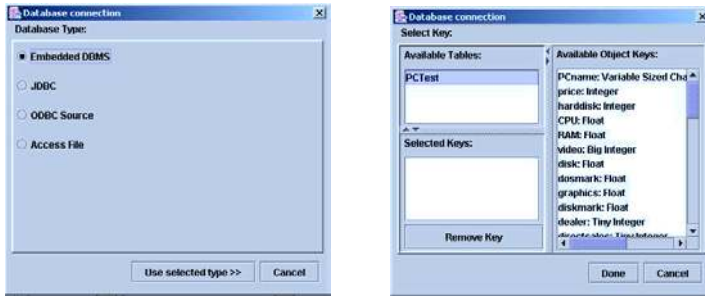 Database connection
Database Type:
Embedded DBMS
JDBC
ODBC Source
Access File
Use selected type >>
Cancel
Database connection
Select Key:
Available Tables:
PCTest
Selected Keys:
Remove Key
Available Object Keys:
PCname: Variable Sized Cha
price: Integer
harddisk: Integer
CPU: Float
RAM: Float
video: Big Integer
disk: Float
dosmark: Float
graphics: Float
diskmark: Float
dealer: Tiny Integer
directsales: Tiny Integer
Done
Cancel